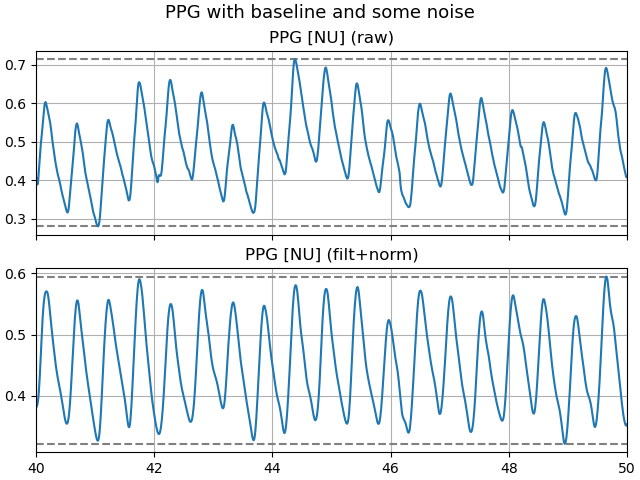 PPG with baseline and some noise
PPG [NU] (raw)
0.7
0.6
0.5
0.4
0.3
PPG [NU] (filt+norm)
0.6
0.5
0.4
40 42 44 46 48 50